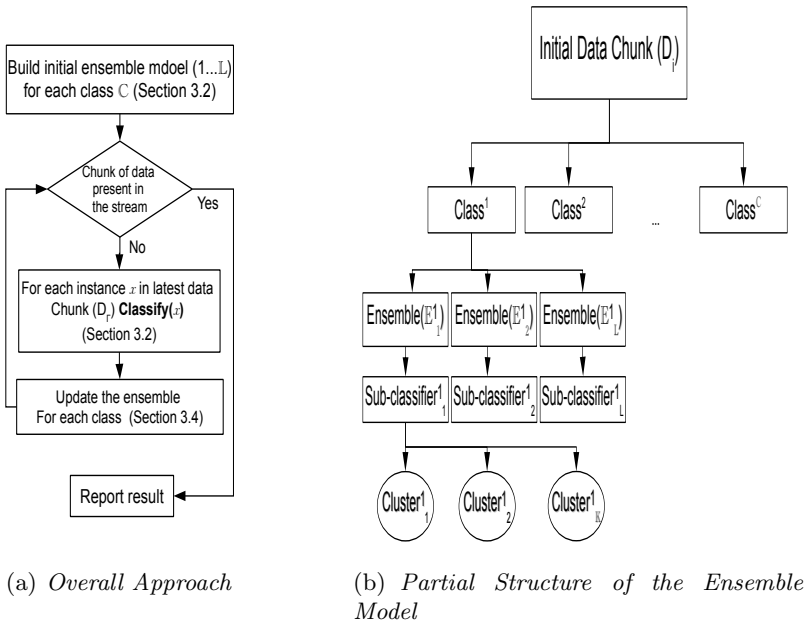 Build initial ensemble mdoel (1...𝕃)
for each class ℂ (Section 3.2)
Chunk of data
present in
the stream
Yes
No
For each instance x in latest data
Chunk (Dᵣ) Classify(x)
(Section 3.2)
Update the ensemble
For each class (Section 3.4)
Report result
(a) Overall Approach
Initial Data Chunk (Dᵢ)
Class¹
Class²
...
Class^ℂ
Ensemble(𝔼¹₁)
Ensemble(𝔼¹₂)
Ensemble(𝔼¹_L)
Sub-classifier¹₁
Sub-classifier¹₂
Sub-classifier¹_L
Cluster¹₁
Cluster¹₂
Cluster¹_𝕂
(b) Partial Structure of the Ensemble
Model